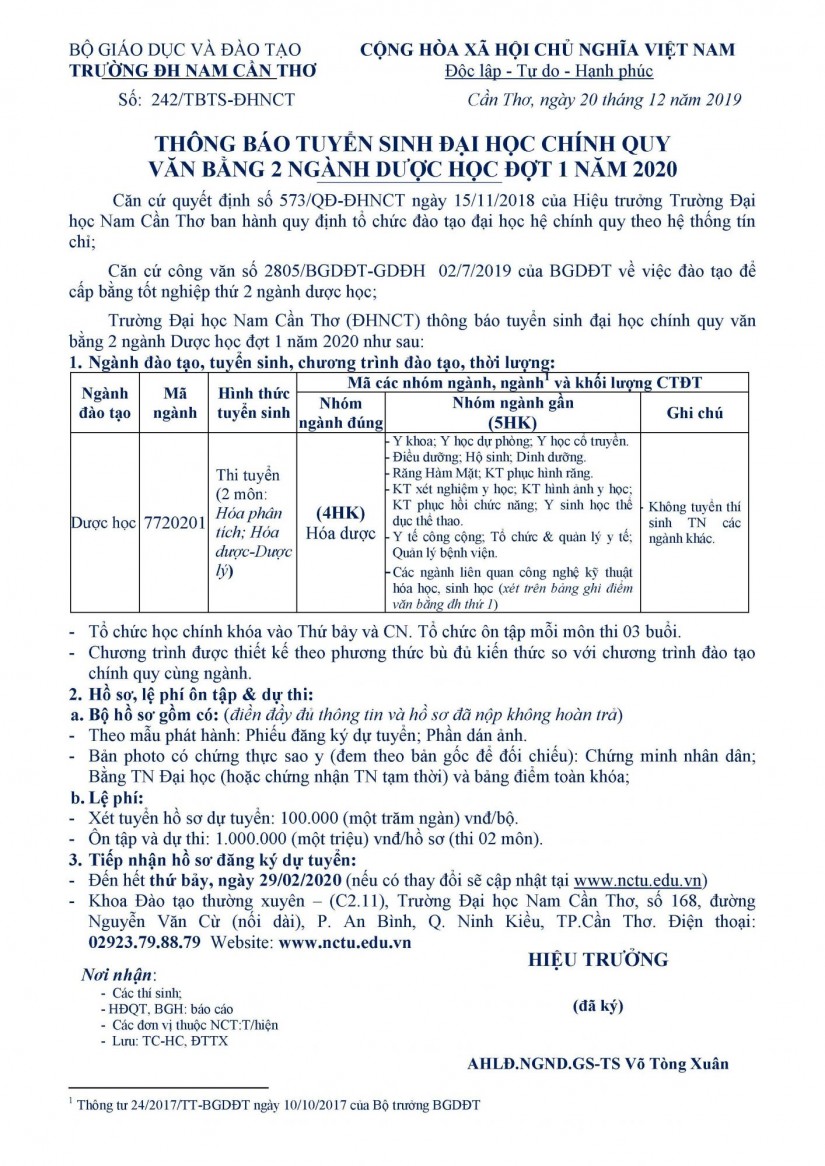 BỘ GIÁO DỤC VÀ ĐÀO TẠO
TRƯỜNG ĐH NAM CẦN THƠ
Số: 242/TBTS-ĐHNCT
CỘNG HÒA XÃ HỘI CHỦ NGHĨA VIỆT NAM
Độc lập - Tự do - Hạnh phúc
Cần Thơ, ngày 20 tháng 12 năm 2019
THÔNG BÁO TUYỂN SINH ĐẠI HỌC CHÍNH QUY
VĂN BẰNG 2 NGÀNH DƯỢC HỌC ĐỢT 1 NĂM 2020
Căn cứ quyết định số 573/QĐ-ĐHNCT ngày 15/11/2018 của Hiệu trưởng Trường Đại
học Nam Cần Thơ ban hành quy định tổ chức đào tạo đại học hệ chính quy theo hệ thống tín
chỉ;
Căn cứ công văn số 2805/BGDĐT-GDĐH 02/7/2019 của BGDĐT về việc đào tạo để
cấp bằng tốt nghiệp thứ 2 ngành dược học;
Trường Đại học Nam Cần Thơ (ĐHNCT) thông báo tuyển sinh đại học chính quy văn
bằng 2 ngành Dược học đợt 1 năm 2020 như sau:
1. Ngành đào tạo, tuyển sinh, chương trình đào tạo, thời lượng:
Ngành
đào tạo
Mã
ngành
Hình thức
tuyển sinh
Mã các nhóm ngành, ngành¹ và khối lượng CTĐT
Nhóm
ngành đúng
Nhóm ngành gần
(5HK)
Ghi chú
Dược học
7720201
Thi tuyển
(2 môn:
Hóa phân
tích; Hóa
dược-Dược
lý)
(4HK)
Hóa dược
- Y khoa; Y học dự phòng; Y học cổ truyền.
- Điều dưỡng; Hộ sinh; Dinh dưỡng.
- Răng Hàm Mặt; KT phục hình răng.
- KT xét nghiệm y học; KT hình ảnh y học;
KT phục hồi chức năng; Y sinh học thể
dục thể thao.
- Y tế công cộng; Tổ chức & quản lý y tế;
Quản lý bệnh viện.
- Các ngành liên quan công nghệ kỹ thuật
hóa học, sinh học (xét trên bảng ghi điểm
văn bằng đh thứ 1)
- Không tuyển thí
sinh TN các
ngành khác.
- Tổ chức học chính khóa vào Thứ bảy và CN. Tổ chức ôn tập mỗi môn thi 03 buổi.
- Chương trình được thiết kế theo phương thức bù đủ kiến thức so với chương trình đào tạo
chính quy cùng ngành.
2. Hồ sơ, lệ phí ôn tập & dự thi:
a. Bộ hồ sơ gồm có: (điền đầy đủ thông tin và hồ sơ đã nộp không hoàn trả)
- Theo mẫu phát hành: Phiếu đăng ký dự tuyển; Phần dán ảnh.
- Bản photo có chứng thực sao y (đem theo bản gốc để đối chiếu): Chứng minh nhân dân;
Bằng TN Đại học (hoặc chứng nhận TN tạm thời) và bảng điểm toàn khóa;
b. Lệ phí:
- Xét tuyển hồ sơ dự tuyển: 100.000 (một trăm ngàn) vnđ/bộ.
- Ôn tập và dự thi: 1.000.000 (một triệu) vnđ/hồ sơ (thi 02 môn).
3. Tiếp nhận hồ sơ đăng ký dự tuyển:
- Đến hết thứ bảy, ngày 29/02/2020 (nếu có thay đổi sẽ cập nhật tại www.nctu.edu.vn)
- Khoa Đào tạo thường xuyên – (C2.11), Trường Đại học Nam Cần Thơ, số 168, đường
Nguyễn Văn Cừ (nối dài), P. An Bình, Q. Ninh Kiều, TP.Cần Thơ. Điện thoại:
02923.79.88.79 Website: www.nctu.edu.vn
HIỆU TRƯỞNG
(đã ký)
AHLĐ.NGND.GS-TS Võ Tòng Xuân
Nơi nhận:
- Các thí sinh;
- HĐQT, BGH: báo cáo
- Các đơn vị thuộc NCT:T/hiện
- Lưu: TC-HC, ĐTTX
¹ Thông tư 24/2017/TT-BGDĐT ngày 10/10/2017 của Bộ trưởng BGDĐT